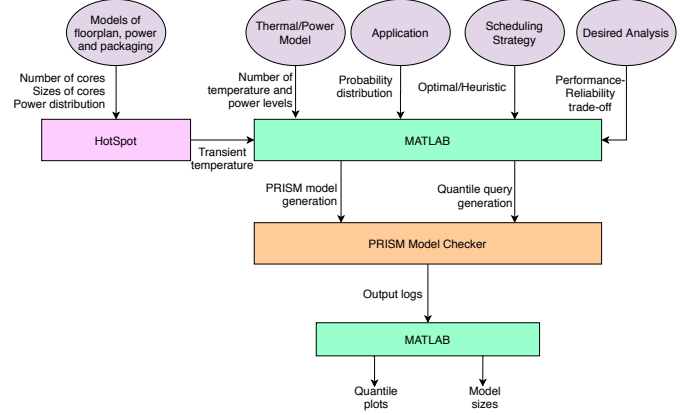 Models of
floorplan, power
and packaging
Thermal/Power
Model
Application
Scheduling
Strategy
Desired Analysis
Number of cores
Sizes of cores
Power distribution
Number of
temperature and
power levels
Probability
distribution
Optimal/Heuristic
Performance-
Reliability
trade-off
HotSpot
Transient
temperature
MATLAB
PRISM model
generation
Quantile query
generation
PRISM Model Checker
Output logs
MATLAB
Quantile
plots
Model
sizes